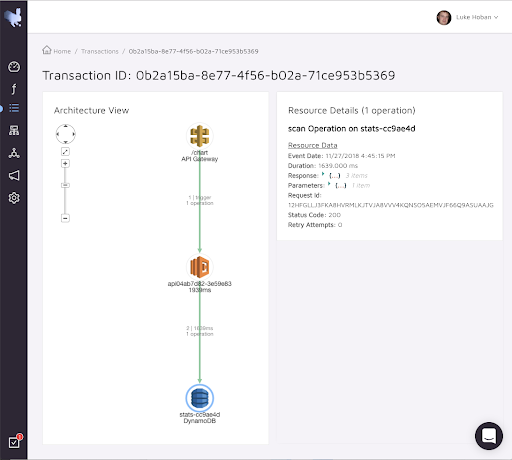 Luke Hoban
Home / Transactions / 0b2a15ba-8e77-4f56-b02a-71ce953b5369
Transaction ID: 0b2a15ba-8e77-4f56-b02a-71ce953b5369
Architecture View
/chart
API Gateway
1 | trigger
1 operation
api04ab7d82-3e59e83
1939ms
2 | 1639ms
1 operation
stats-cc9ae4d
DynamoDB
Resource Details (1 operation)
scan Operation on stats-cc9ae4d
Resource Data
Event Date: 11/27/2018 4:45:15 PM
Duration: 1639.000 ms
Response: {...} 3 items
Parameters: {...} 1 item
Request Id:
Status Code: 200
Retry Attempts: 0